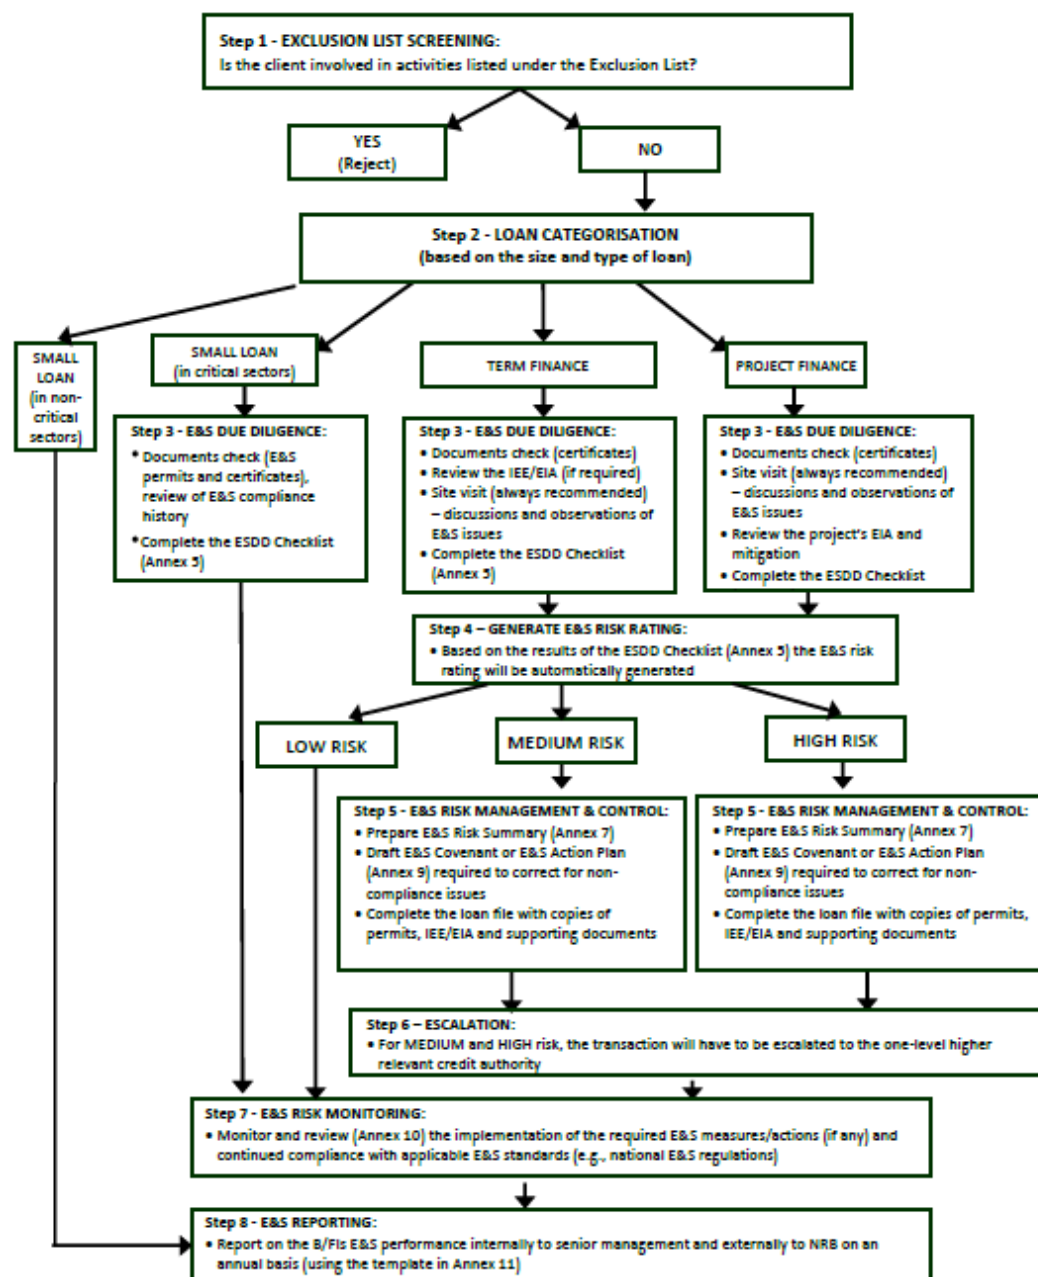 Step 1 - EXCLUSION LIST SCREENING:
Is the client involved in activities listed under the Exclusion List?
YES
(Reject)
NO
Step 2 - LOAN CATEGORISATION
(based on the size and type of loan)
SMALL
LOAN
(in non-
critical
sectors)
SMALL LOAN
(in critical sectors)
TERM FINANCE
PROJECT FINANCE
Step 3 - E&S DUE DILIGENCE:
• Documents check (E&S
permits and certificates),
review of E&S compliance
history
• Complete the ESDD Checklist
(Annex 5)
Step 3 - E&S DUE DILIGENCE:
• Documents check (certificates)
• Review the IEE/EIA (if required)
• Site visit (always recommended)
– discussions and observations of
E&S issues
• Complete the ESDD Checklist
(Annex 5)
Step 3 - E&S DUE DILIGENCE:
• Documents check (certificates)
• Site visit (always recommended)
– discussions and observations of
E&S issues
• Review the project's EIA and
mitigation
• Complete the ESDD Checklist
Step 4 – GENERATE E&S RISK RATING:
• Based on the results of the ESDD Checklist (Annex 5) the E&S risk
rating will be automatically generated
LOW RISK
MEDIUM RISK
HIGH RISK
Step 5 - E&S RISK MANAGEMENT & CONTROL:
• Prepare E&S Risk Summary (Annex 7)
• Draft E&S Covenant or E&S Action Plan
(Annex 9) required to correct for non-
compliance issues
• Complete the loan file with copies of
permits, IEE/EIA and supporting documents
Step 5 - E&S RISK MANAGEMENT & CONTROL:
• Prepare E&S Risk Summary (Annex 7)
• Draft E&S Covenant or E&S Action Plan
(Annex 9) required to correct for non-
compliance issues
• Complete the loan file with copies of permits,
IEE/EIA and supporting documents
Step 6 – ESCALATION:
• For MEDIUM and HIGH risk, the transaction will have to be escalated to the one-level higher
relevant credit authority
Step 7 - E&S RISK MONITORING:
• Monitor and review (Annex 10) the implementation of the required E&S measures/actions (if any) and
continued compliance with applicable E&S standards (e.g., national E&S regulations)
Step 8 - E&S REPORTING:
• Report on the B/FIs E&S performance internally to senior management and externally to NRB on an
annual basis (using the template in Annex 11)